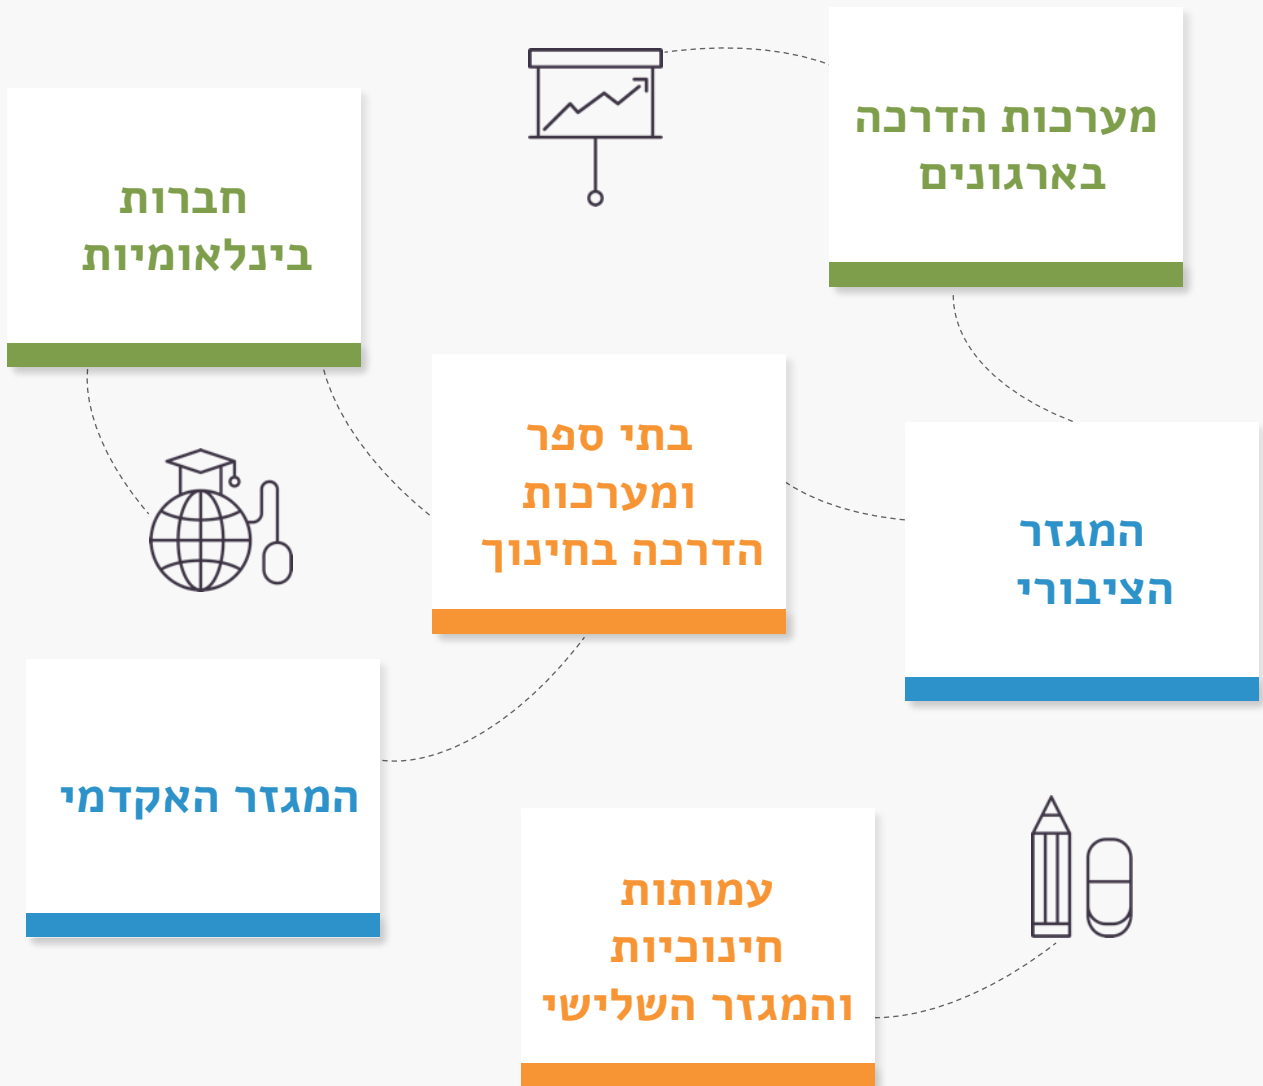 מערכות הדרכה
בארגונים
חברות
בינלאומיות
בתי ספר
ומערכות
הדרכה בחינוך
המגזר
הציבורי
המגזר האקדמי
עמותות
חינוכיות
והמגזר השלישי